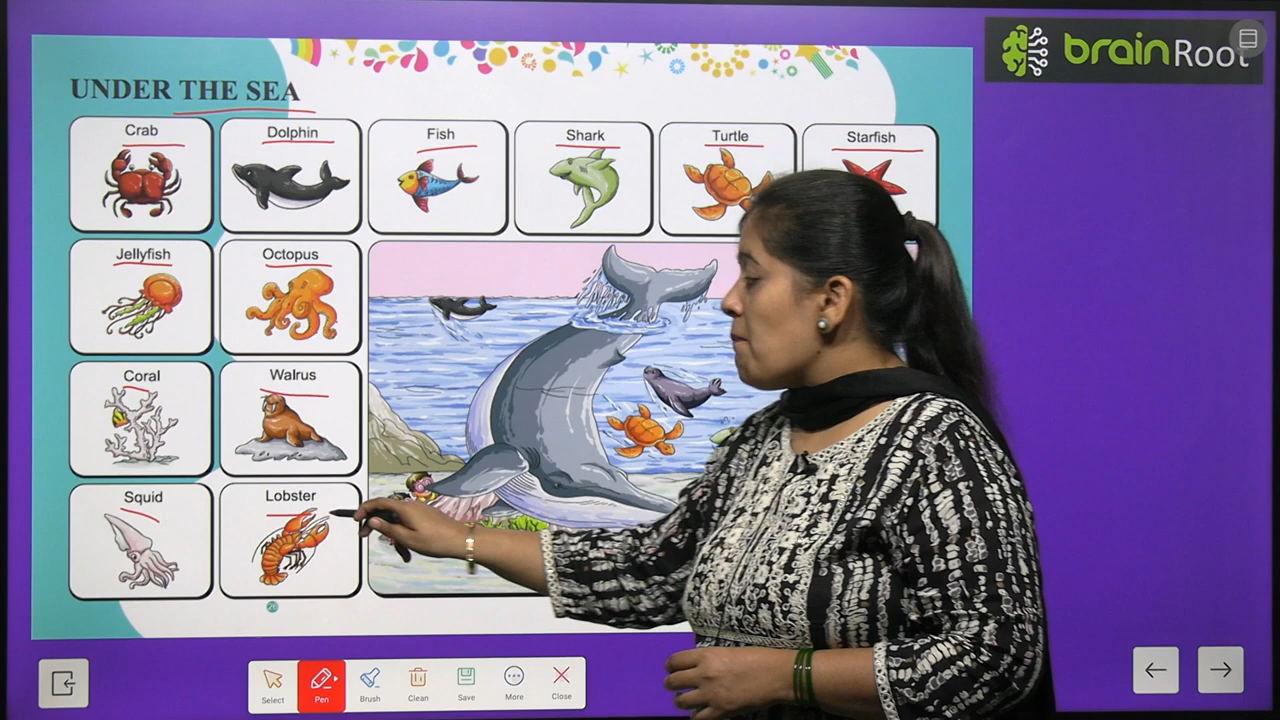 brainRoot
UNDER THE SEA
Crab
Dolphin
Fish
Shark
Turtle
Starfish
Jellyfish
Octopus
Coral
Walrus
Squid
Lobster
20
Select
Pen
Brush
Clean
Save
More
Close